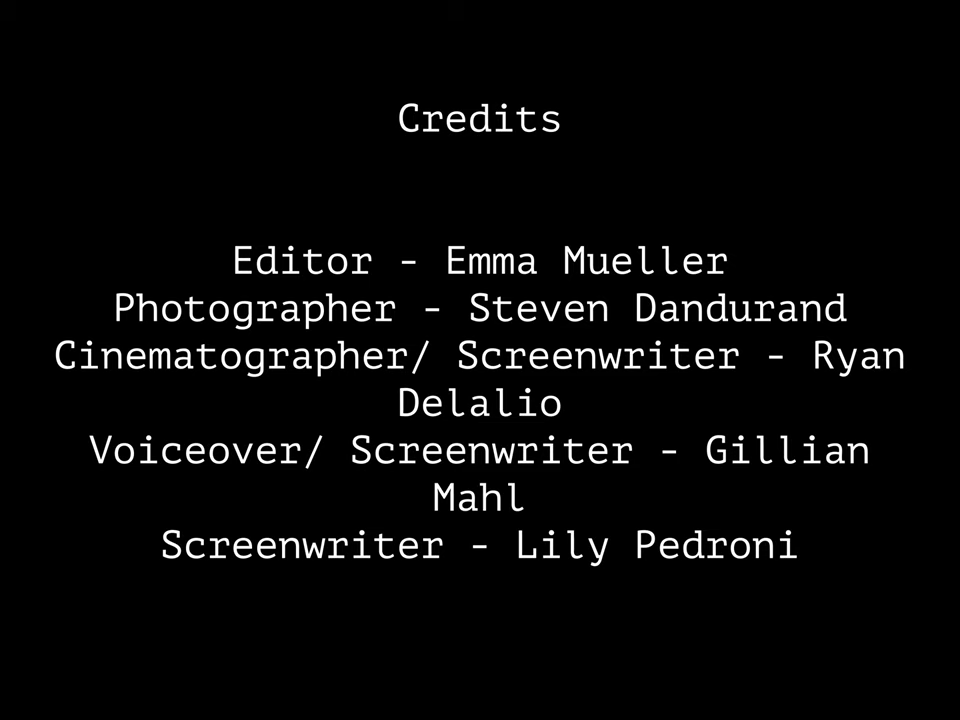 Credits
Editor - Emma Mueller
Photographer - Steven Dandurand
Cinematographer/ Screenwriter - Ryan
Delalio
Voiceover/ Screenwriter - Gillian
Mahl
Screenwriter - Lily Pedroni